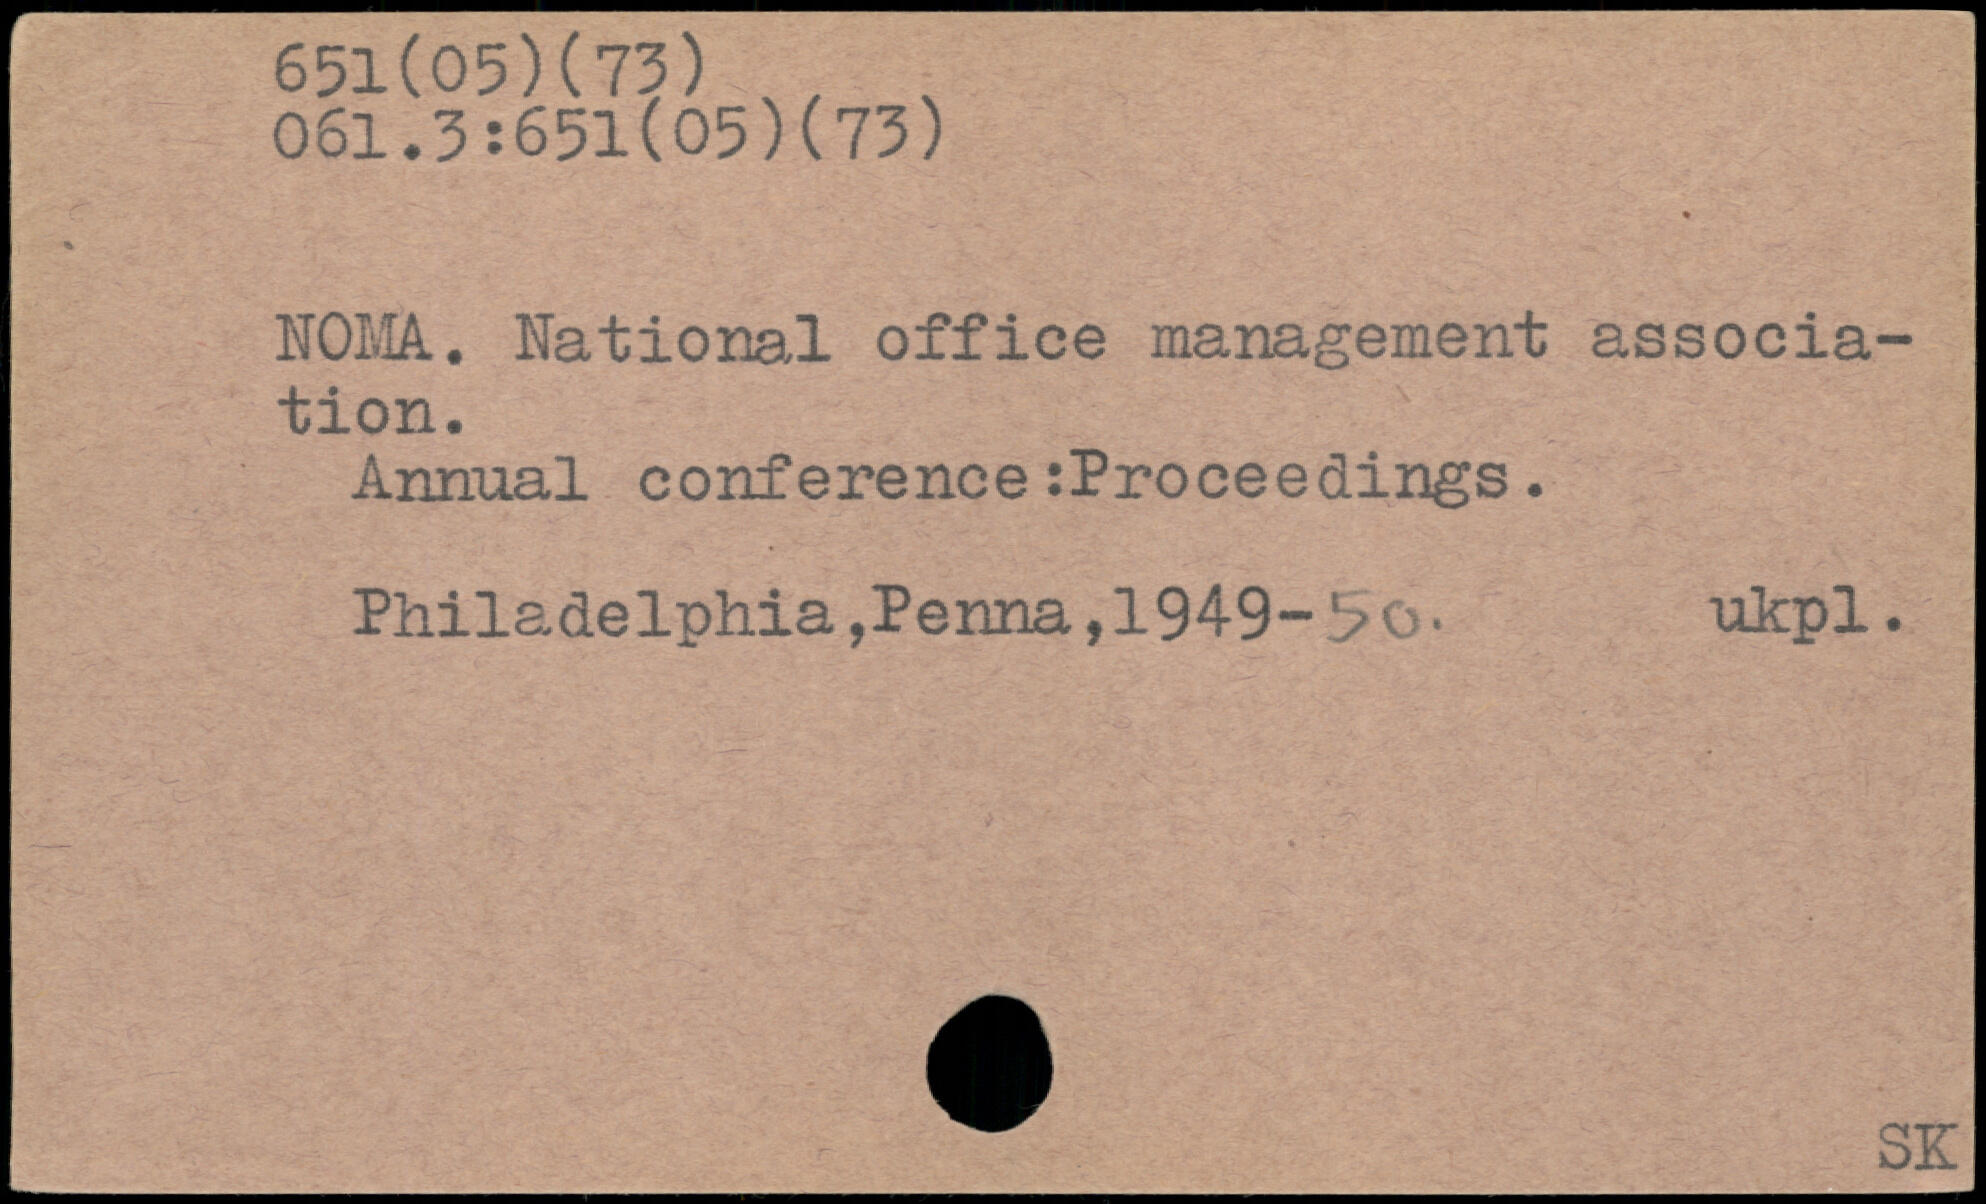 651(05)(73)
061.3:651(05)(73)
NOMA. National office management associa-
tion.
Annual conference:Proceedings.
Philadelphia,Penna,1949-50. ukpl.
SK